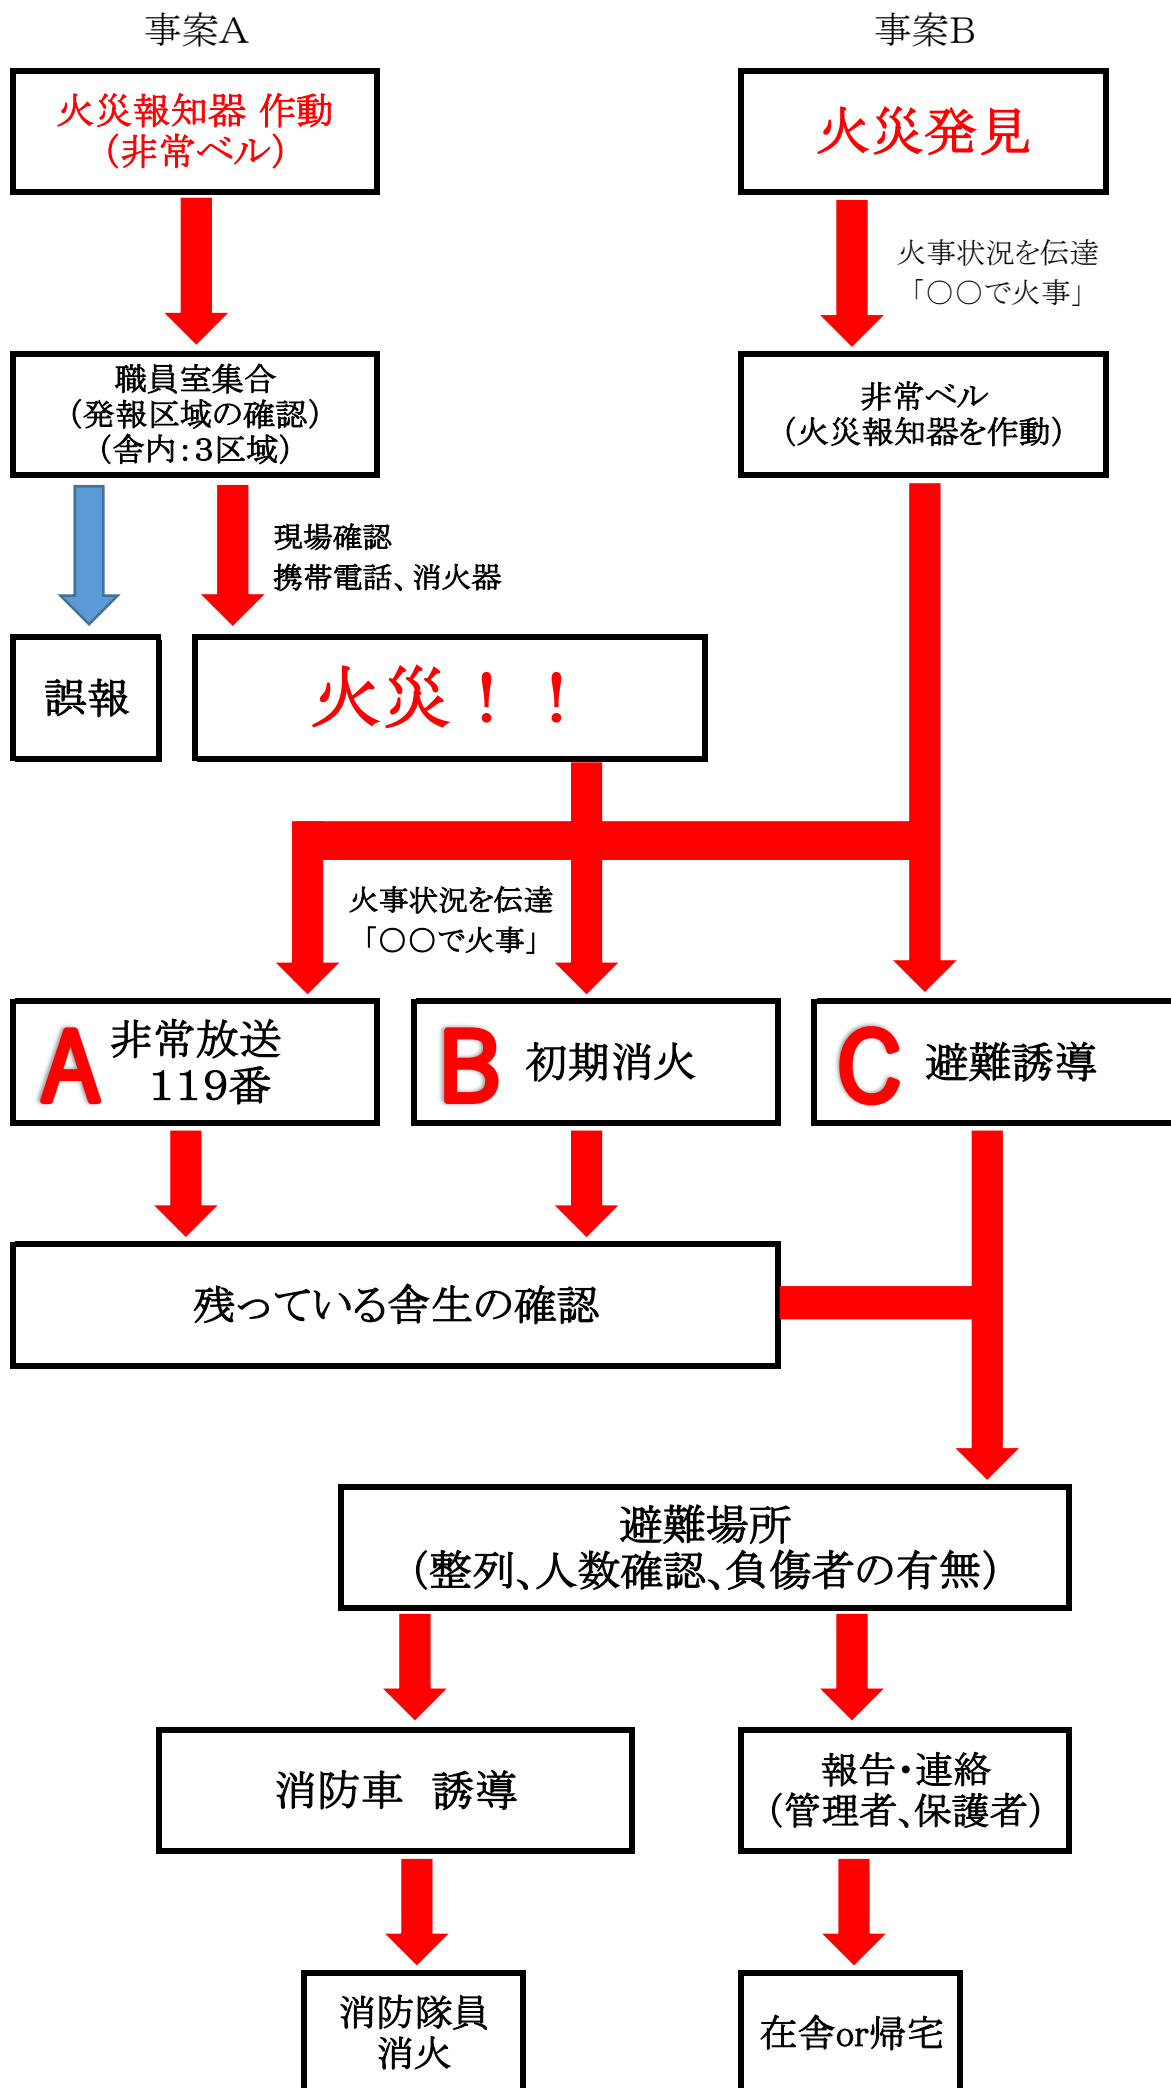 事案A
事案B
火災報知器 作動
（非常ベル）
火災発見
火事状況を伝達
「○○で火事」
職員室集合
（発報区域の確認）
（舎内：3区域）
非常ベル
（火災報知器を作動）
現場確認
携帯電話、消火器
誤報
火災！！
火事状況を伝達
「○○で火事」
A 非常放送
119番
B 初期消火
C 避難誘導
残っている舎生の確認
避難場所
（整列、人数確認、負傷者の有無）
消防車　誘導
報告・連絡
（管理者、保護者）
消防隊員
消火
在舎or帰宅